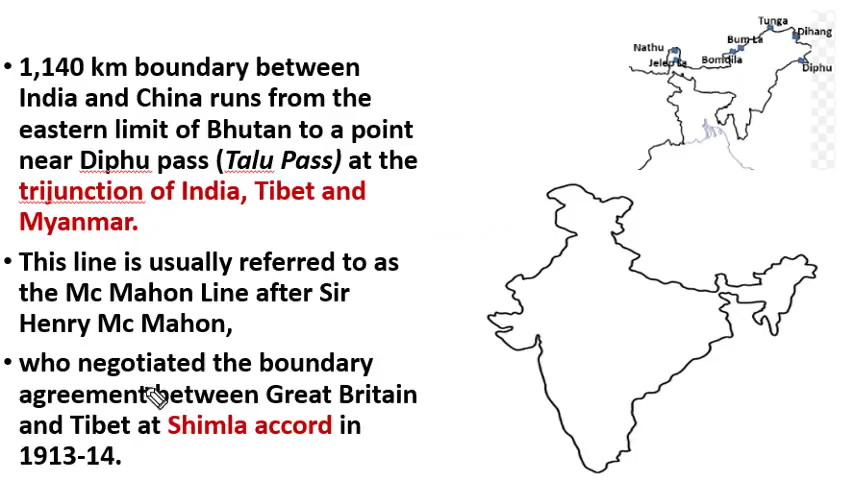 • 1,140 km boundary between
India and China runs from the
eastern limit of Bhutan to a point
near Diphu pass (Talu Pass) at the
trijunction of India, Tibet and
Myanmar.
• This line is usually referred to as
the Mc Mahon Line after Sir
Henry Mc Mahon,
• who negotiated the boundary
agreement between Great Britain
and Tibet at Shimla accord in
1913-14.
Tunga
Dihang
Bum La
Nathu
Bomdila
Jelep La
Diphu